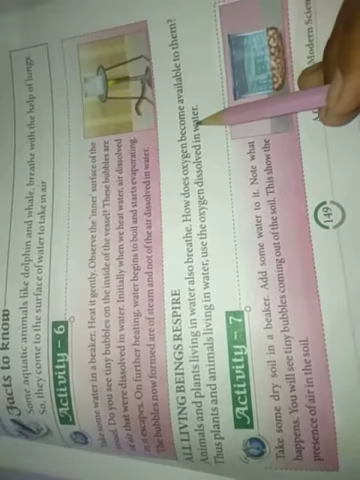 Facts to Know
Some aquatic animals like dolphin and whale, breathe with the help of lungs.
So, they come to the surface of water to take in air
Activity - 6
Take some water in a beaker. Heat it gently. Observe the 'inner' surface of the
vessel. Do you see tiny bubbles on the inside of the vessel? These bubbles are
of air that were dissolved in water. Initially when we heat water, air dissolved
in it escapes. On further heating, water begins to boil and starts evaporating.
The bubbles now formed are of steam and not of the air dissolved in water.
ALL LIVING BEINGS RESPIRE
Animals and plants living in water also breathe. How does oxygen become available to them?
Thus plants and animals living in water, use the oxygen dissolved in water.
Activity - 7
Take some dry soil in a beaker. Add some water to it. Note what
happens. You will see tiny bubbles coming out of the soil. This show the
presence of air in the soil.
149
Modern Scien